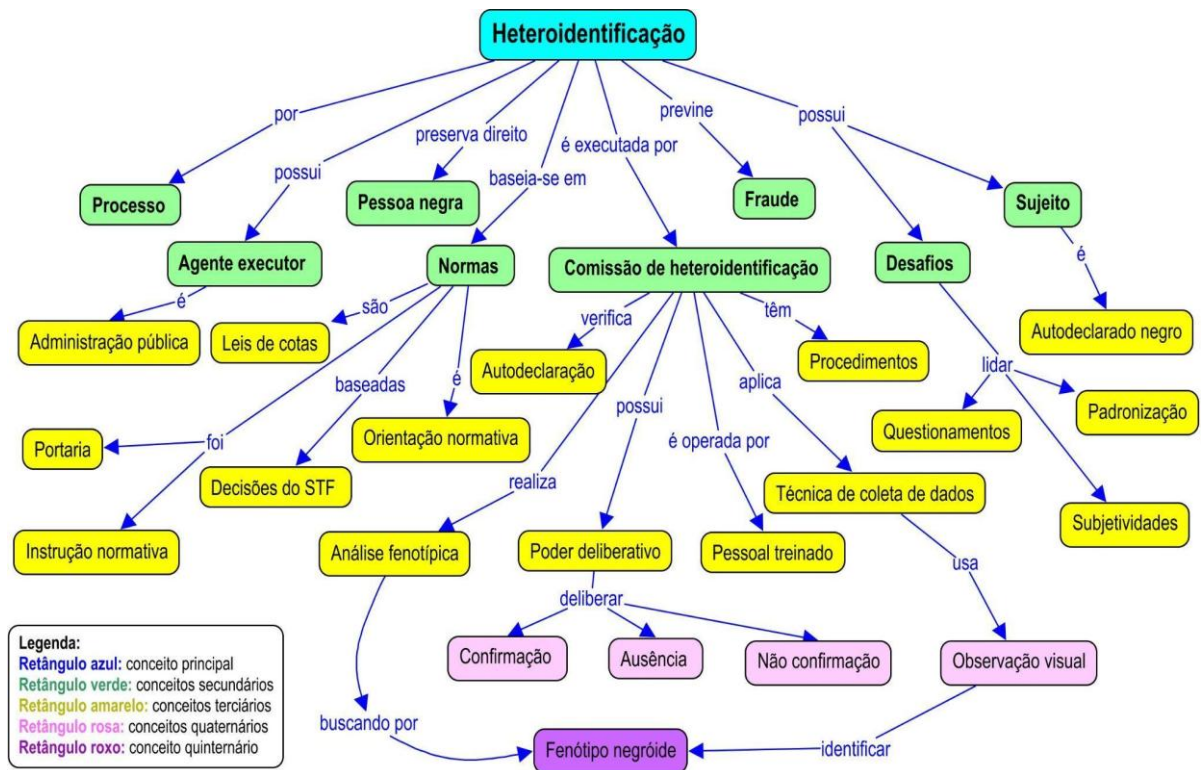 Heteroidentificação
por
possui
preserva direito
baseia-se em
é executada por
previne
possui
Processo
Pessoa negra
Fraude
Sujeito
Agente executor
Normas
Comissão de heteroidentificação
Desafios
é
são
verifica
têm
é
Administração pública
Leis de cotas
Autodeclaração
Procedimentos
Autodeclarado negro
baseadas
é
possui
aplica
lidar
Portaria
foi
Orientação normativa
é operada por
Questionamentos
Padronização
Decisões do STF
realiza
Técnica de coleta de dados
Instrução normativa
Análise fenotípica
Poder deliberativo
Pessoal treinado
Subjetividades
usa
deliberar
Confirmação
Ausência
Não confirmação
Observação visual
buscando por
Fenótipo negróide
identificar
Legenda:
Retângulo azul: conceito principal
Retângulo verde: conceitos secundários
Retângulo amarelo: conceitos terciários
Retângulo rosa: conceitos quaternários
Retângulo roxo: conceito quinternário